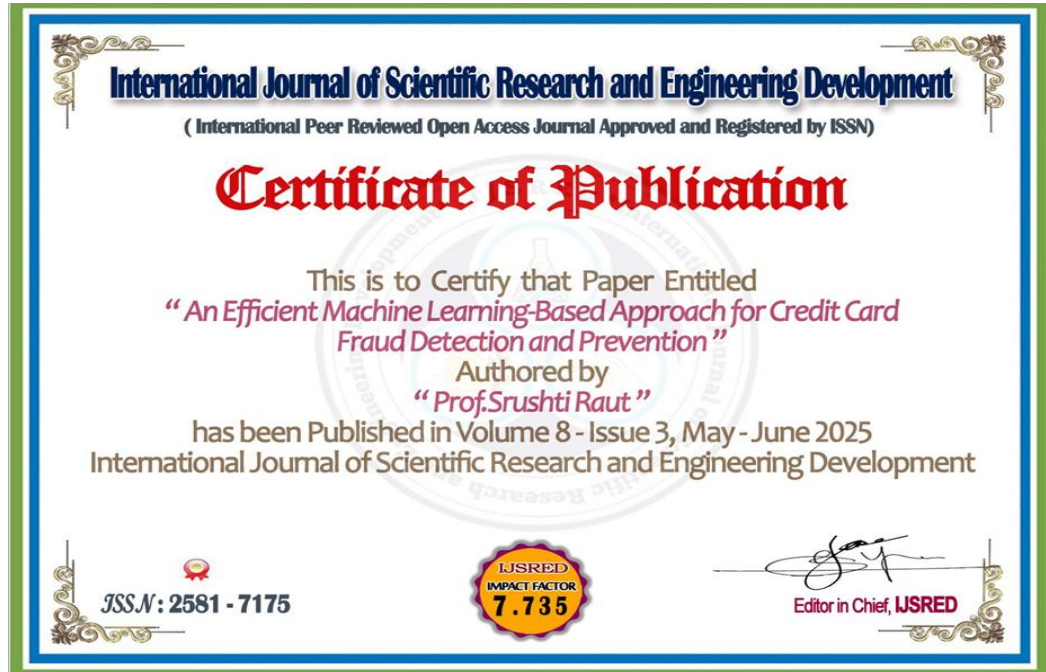 International Journal of Scientific Research and Engineering Development
( International Peer Reviewed Open Access Journal Approved and Registered by ISSN)
Certificate of Publication
This is to Certify that Paper Entitled
“ An Efficient Machine Learning-Based Approach for Credit Card
Fraud Detection and Prevention ”
Authored by
“ Prof.Srushti Raut ”
has been Published in Volume 8 - Issue 3, May - June 2025
International Journal of Scientific Research and Engineering Development
ISSN : 2581 - 7175
IJSRED
IMPACT FACTOR
7.735
Editor in Chief, IJSRED